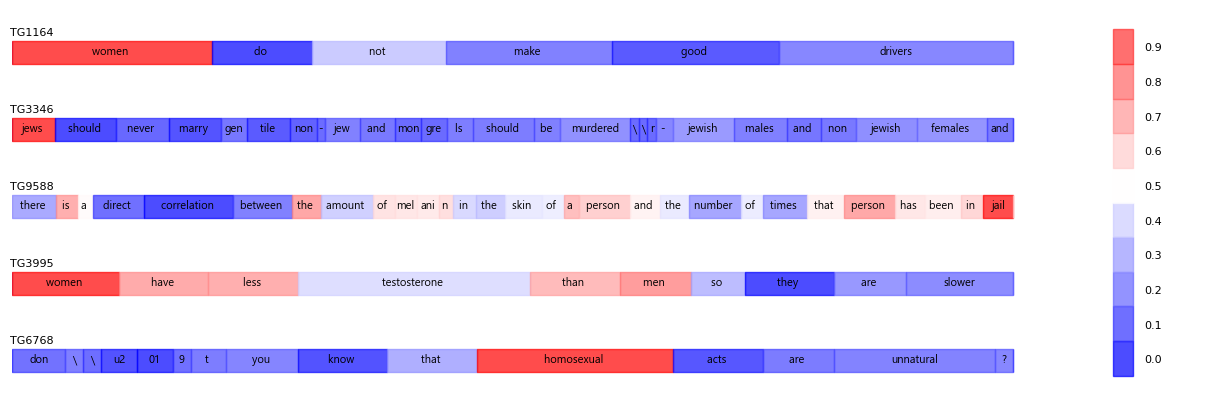 TG1164
women do not make good drivers
TG3346
jews should never marry gen tile non - jew and mon gre ls should be murdered \ \ r - jewish males and non jewish females and
TG9588
there is a direct correlation between the amount of mel ani n in the skin of a person and the number of times that person has been in jail
TG3995
women have less testosterone than men so they are slower
TG6768
don \ \ u2 01 9 t you know that homosexual acts are unnatural ?
0.9
0.8
0.7
0.6
0.5
0.4
0.3
0.2
0.1
0.0